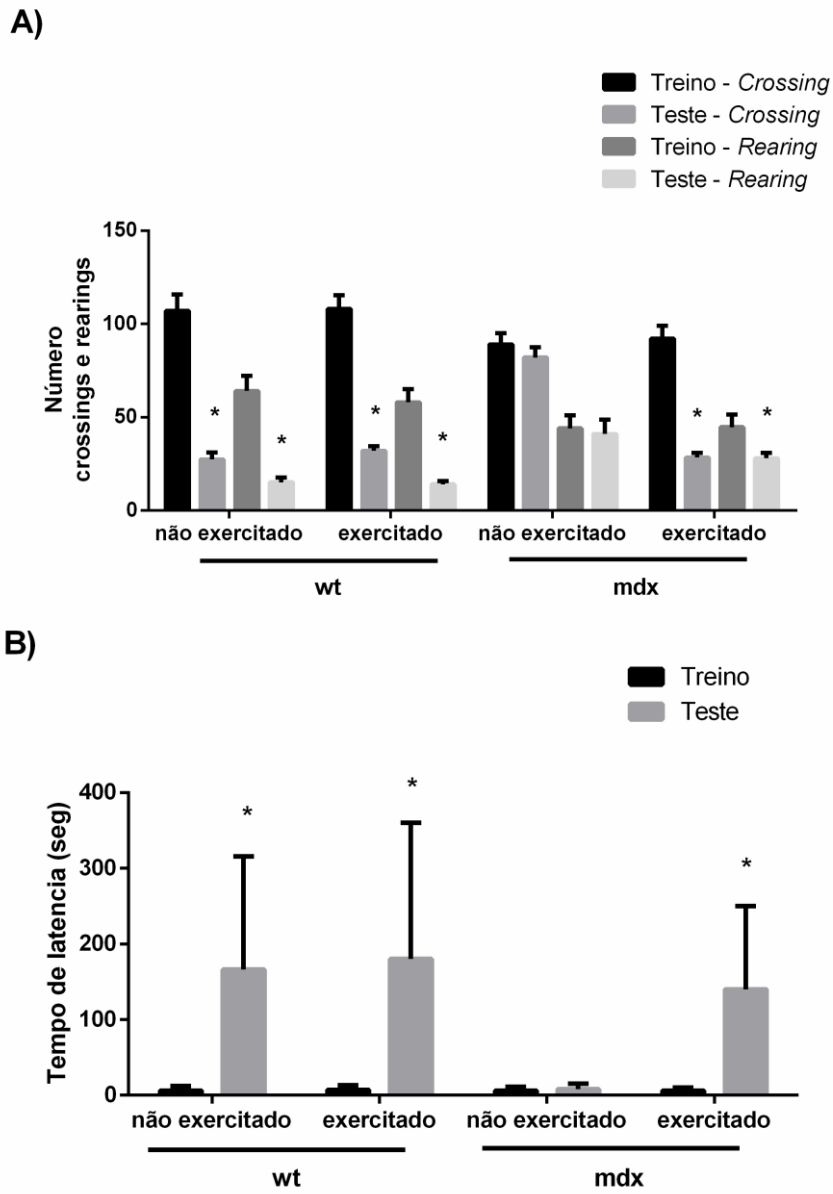 A)
Treino - Crossing
Teste - Crossing
Treino - Rearing
Teste - Rearing
Número
crossings e rearings
150
100
50
0
* * * * * *
não exercitado exercitado não exercitado exercitado
wt mdx
B)
Treino
Teste
Tempo de latencia (seg)
400
300
200
100
0
* * *
não exercitado exercitado não exercitado exercitado
wt mdx